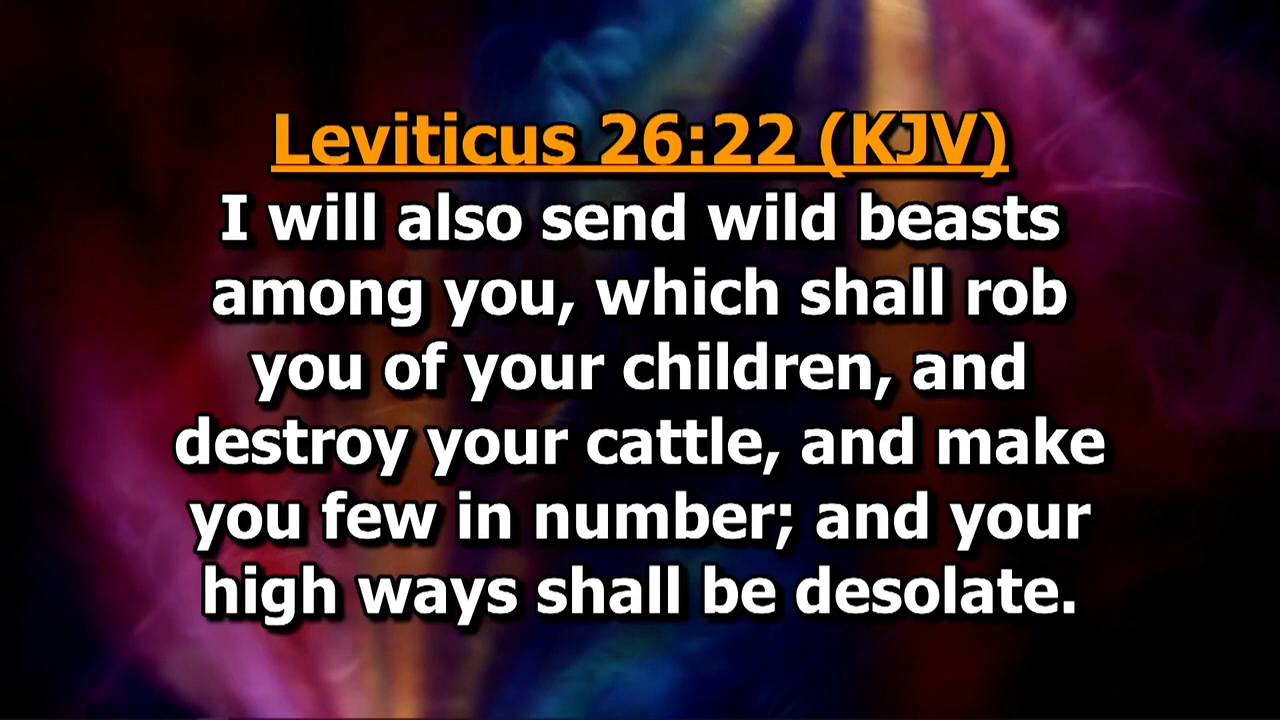 Leviticus 26:22 (KJV)
I will also send wild beasts
among you, which shall rob
you of your children, and
destroy your cattle, and make
you few in number; and your
high ways shall be desolate.